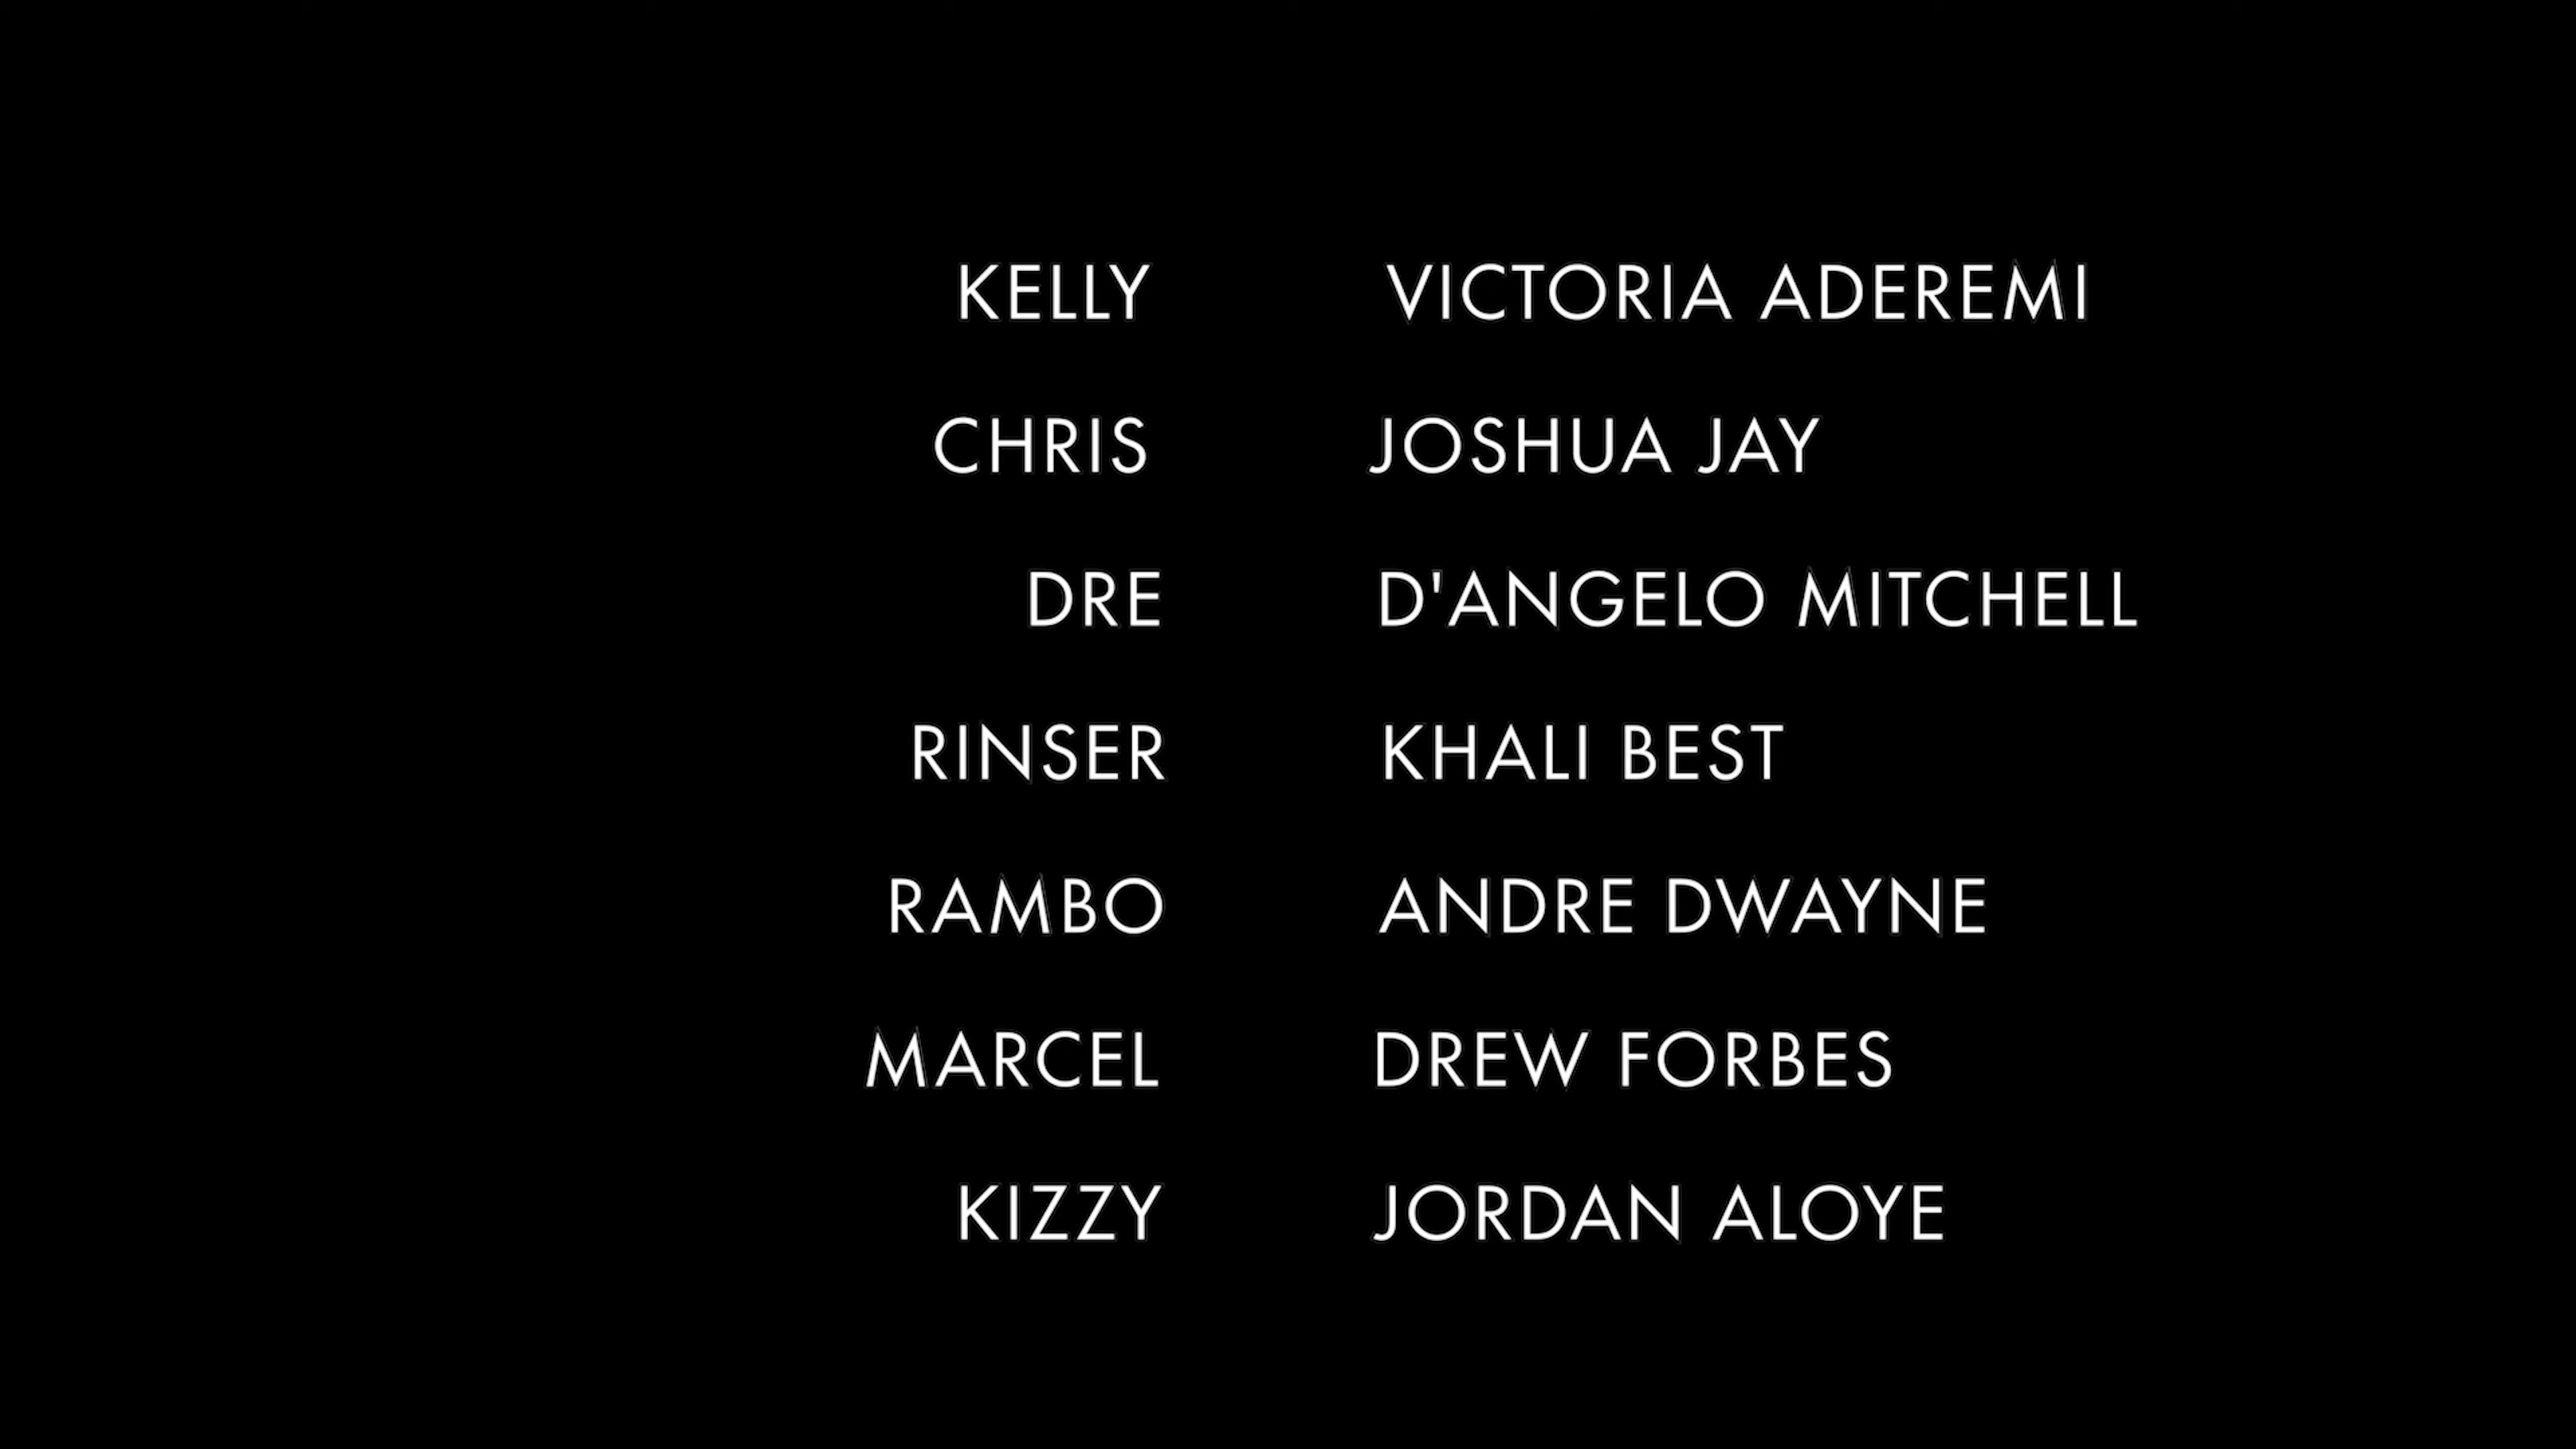 KELLY VICTORIA ADEREMI
CHRIS JOSHUA JAY
DRE D'ANGELO MITCHELL
RINSER KHALI BEST
RAMBO ANDRE DWAYNE
MARCEL DREW FORBES
KIZZY JORDAN ALOYE